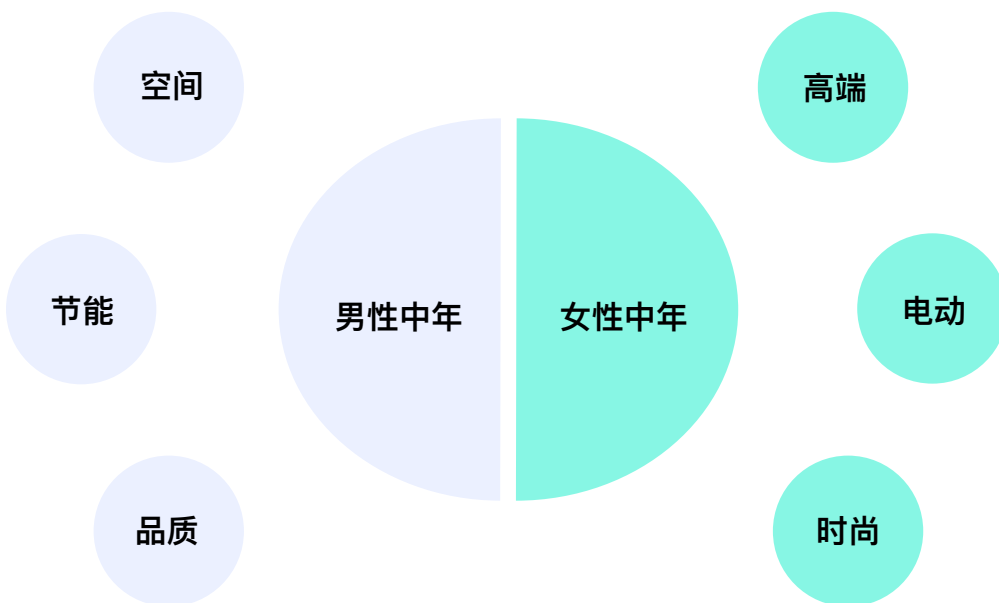 空间
高端
节能
男性中年
女性中年
电动
品质
时尚